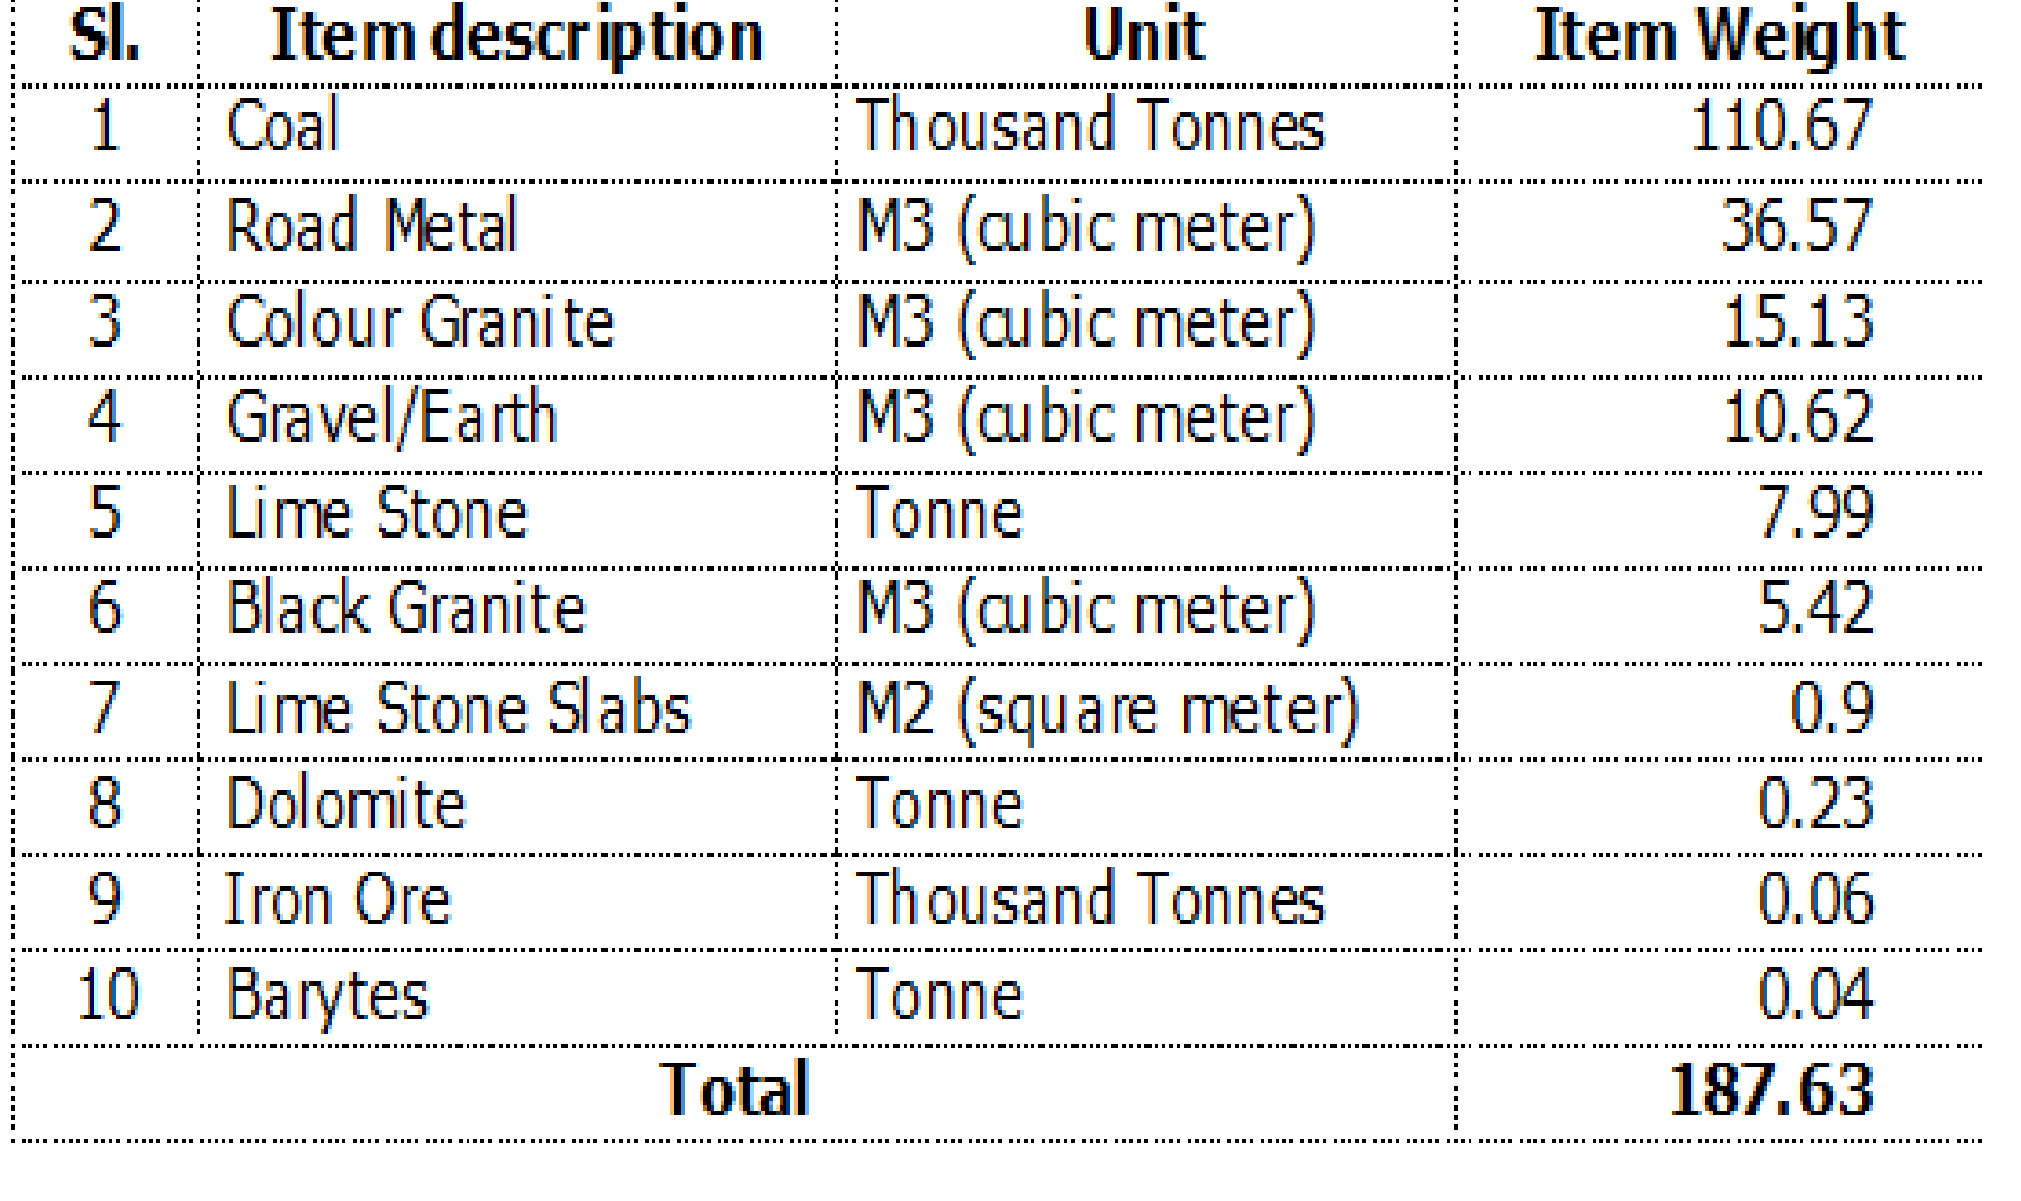 Sl. Item description Unit Item Weight
1 Coal Thousand Tonnes 110.67
2 Road Metal M3 (cubic meter) 36.57
3 Colour Granite M3 (cubic meter) 15.13
4 Gravel/Earth M3 (cubic meter) 10.62
5 Lime Stone Tonne 7.99
6 Black Granite M3 (cubic meter) 5.42
7 Lime Stone Slabs M2 (square meter) 0.9
8 Dolomite Tonne 0.23
9 Iron Ore Thousand Tonnes 0.06
10 Barytes Tonne 0.04
Total 187.63